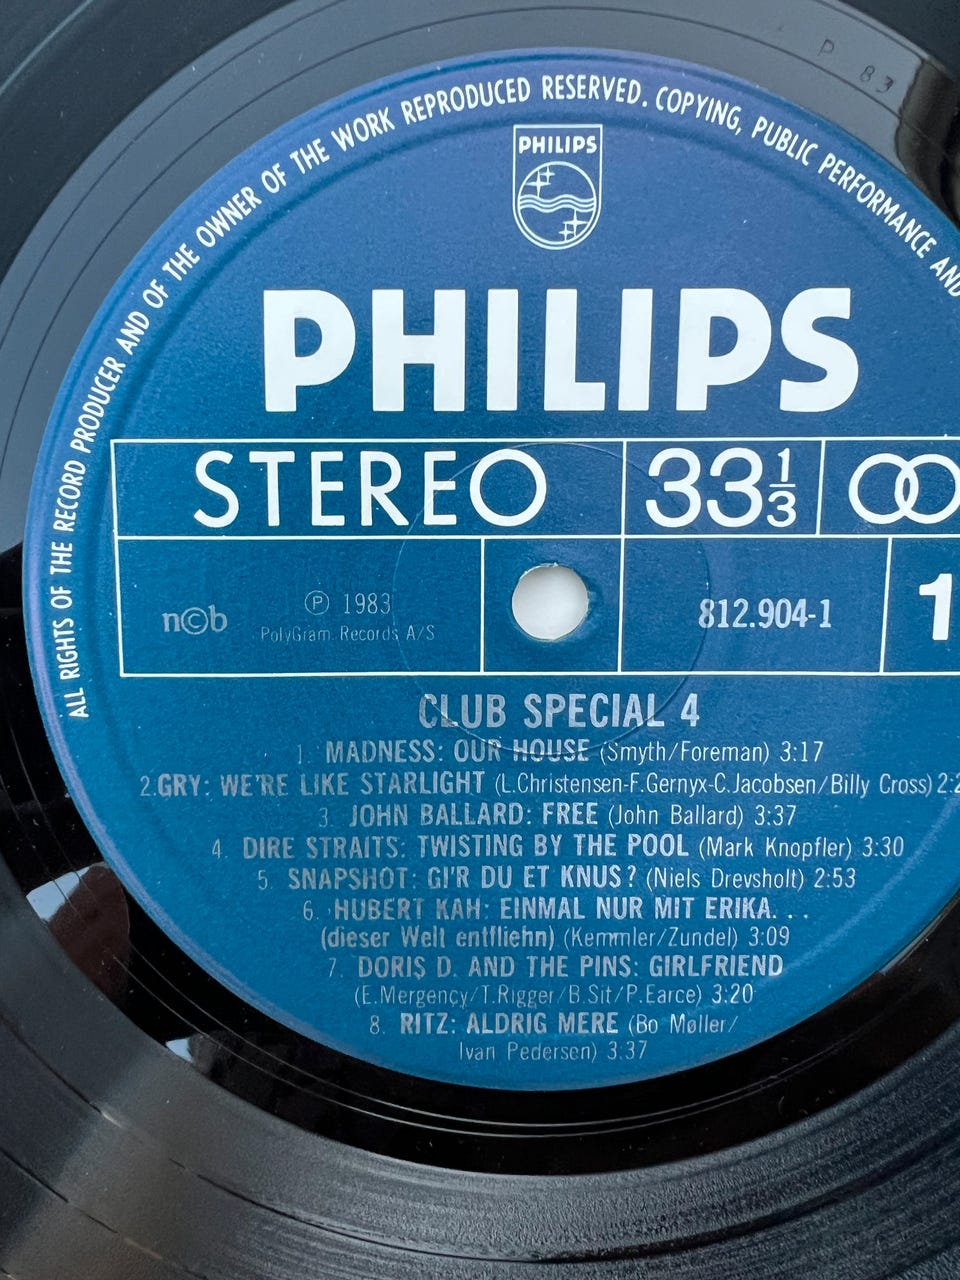 P 83
ALL RIGHTS OF THE RECORD PRODUCER AND OF THE OWNER OF THE WORK REPRODUCED RESERVED. COPYING, PUBLIC PERFORMANCE AND
PHILIPS
PHILIPS
STEREO 33 1/3
n©b ℗ 1983 812.904-1 1
PolyGram Records A/S
CLUB SPECIAL 4
1. MADNESS: OUR HOUSE (Smyth/Foreman) 3:17
2.GRY: WE'RE LIKE STARLIGHT (L.Christensen-F.Gernyx-C.Jacobsen/Billy Cross)
3. JOHN BALLARD: FREE (John Ballard) 3:37
4. DIRE STRAITS: TWISTING BY THE POOL (Mark Knopfler) 3:30
5. SNAPSHOT: GI'R DU ET KNUS? (Niels Drevsholt) 2:53
6. HUBERT KAH: EINMAL NUR MIT ERIKA...
(dieser Welt entfliehn) (Kemmler/Zundel) 3:09
7. DORIS D. AND THE PINS: GIRLFRIEND
(E.Mergency/T.Rigger/B.Sit/P.Earce) 3:20
8. RITZ: ALDRIG MERE (Bo Møller/
Ivan Pedersen) 3:37